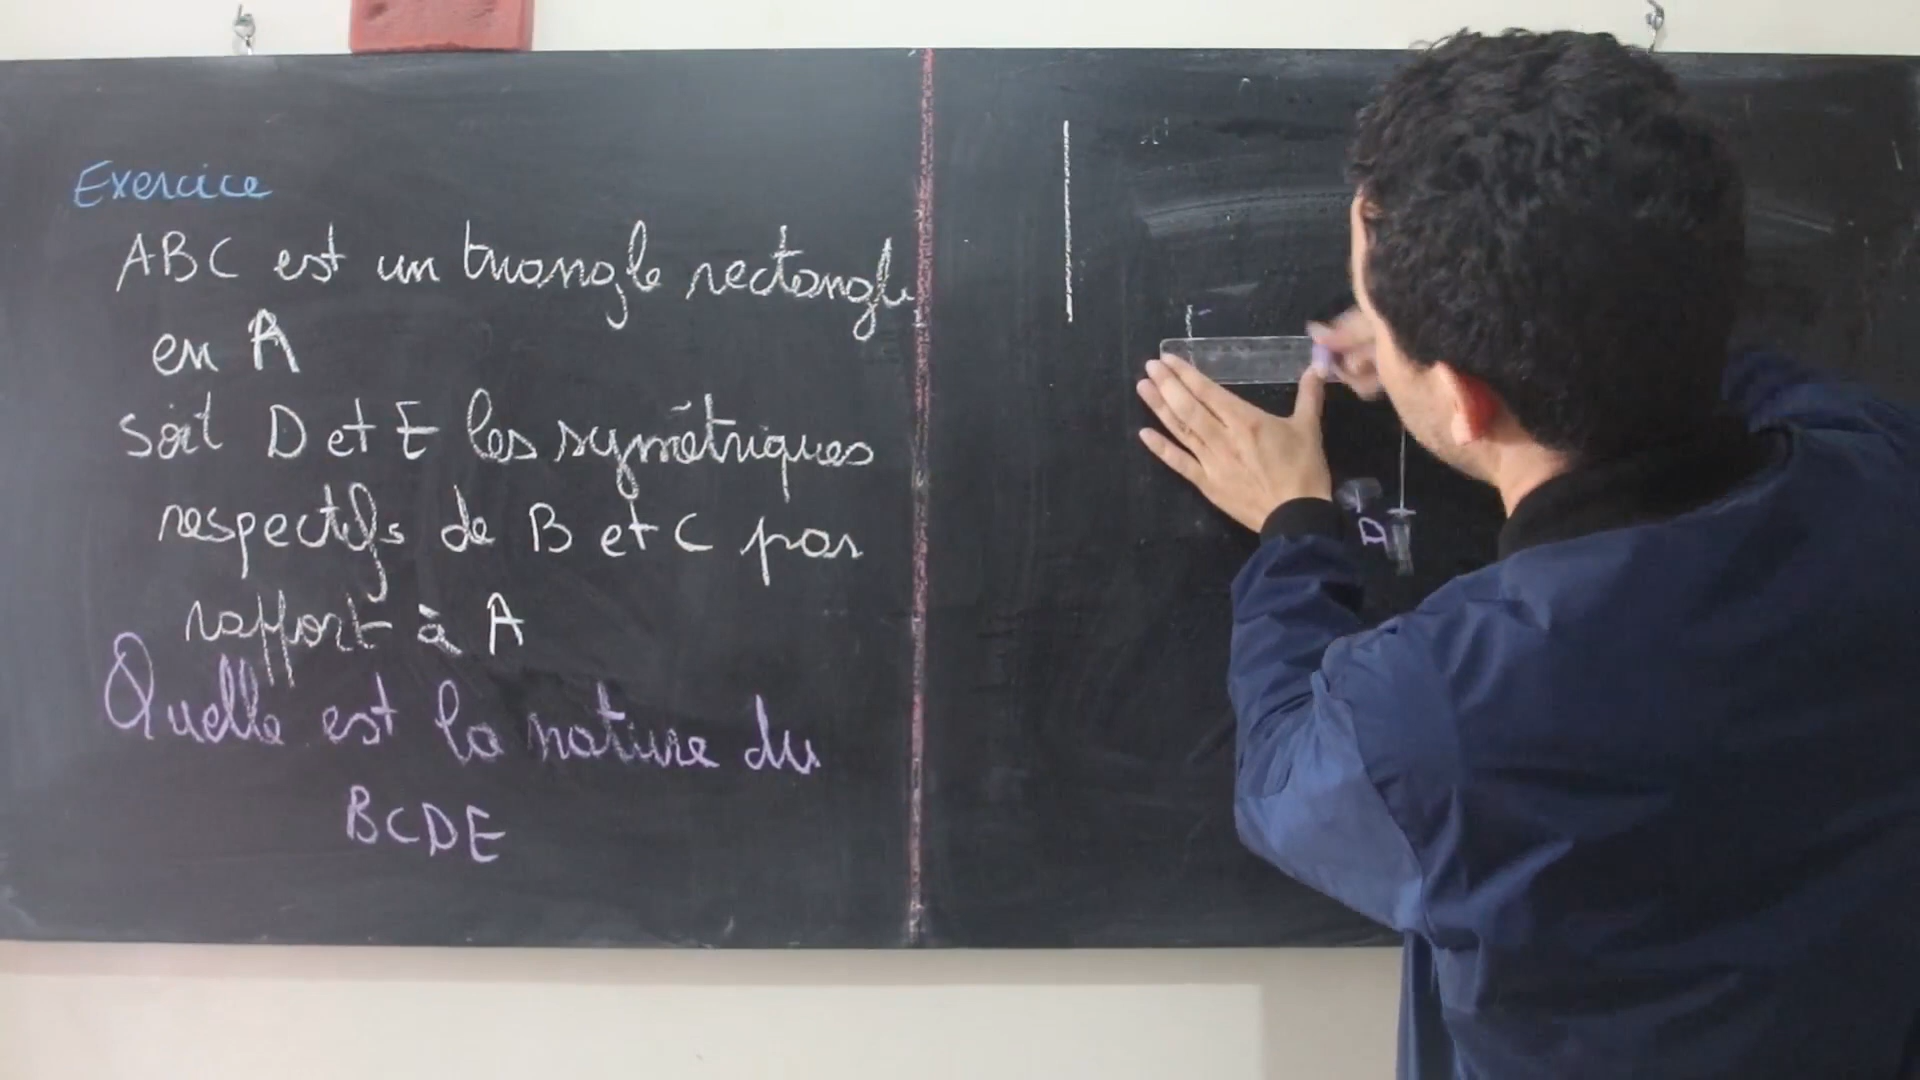 Exercice
ABC est un triangle rectangle
en A
soit D et E les symétriques
respectifs de B et C par
rapport à A
Quelle est la nature du
BCDE
A